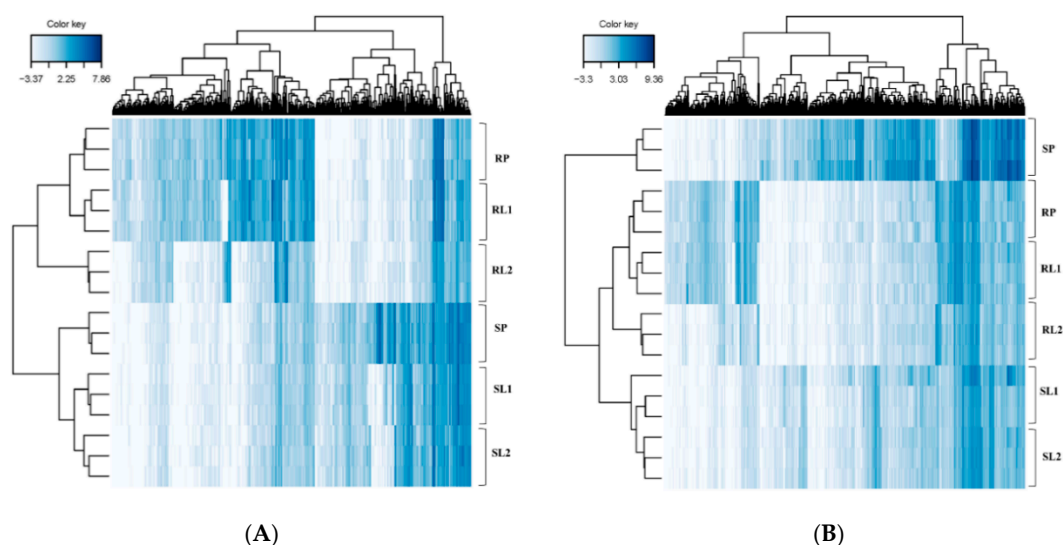 Color key
−3.37 2.25 7.86
RP
RL1
RL2
SP
SL1
SL2
(A)
Color key
−3.3 3.03 9.36
SP
RP
RL1
RL2
SL1
SL2
(B)